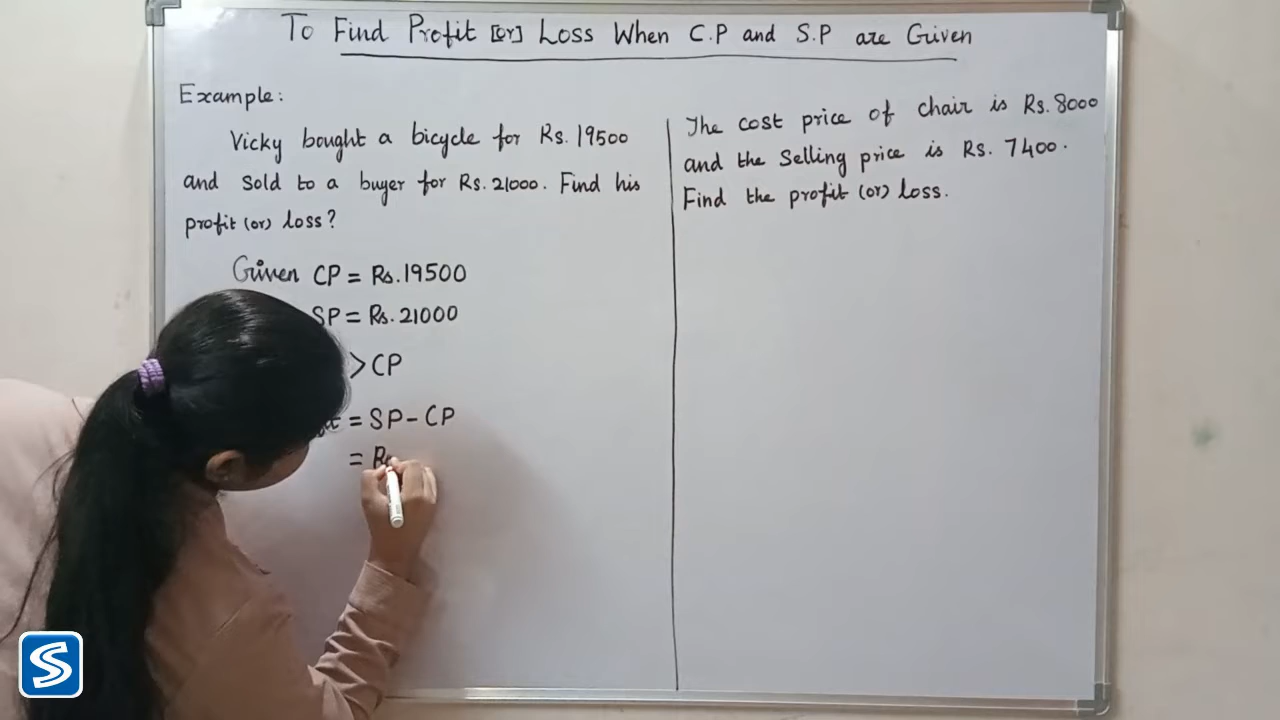 To Find Profit [or] Loss When C.P and S.P are Given
Example:
Vicky bought a bicycle for Rs. 19500
and sold to a buyer for Rs. 21000. Find his
profit (or) loss?
Given CP = Rs. 19500
SP = Rs. 21000
> CP
= SP - CP
= Rs
The cost price of chair is Rs. 8000
and the Selling price is Rs. 7400.
Find the profit (or) loss.
S